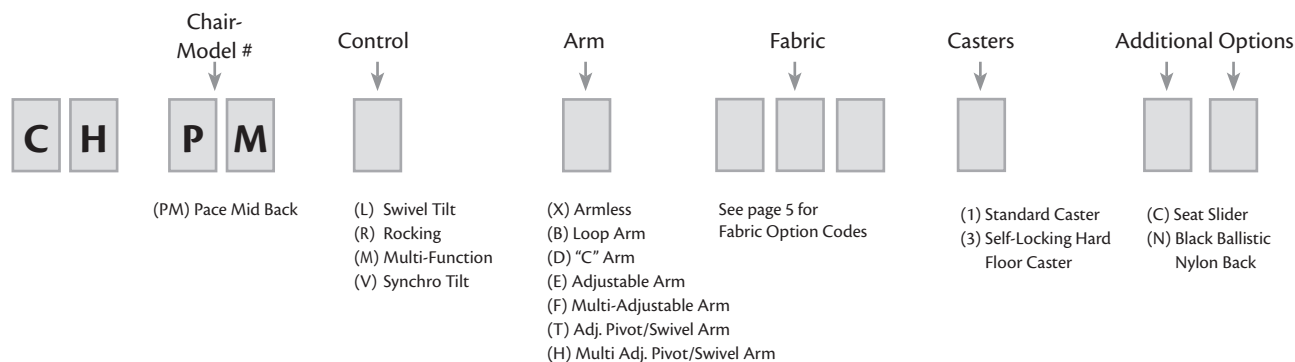 Chair-
Model #
Control
Arm
Fabric
Casters
Additional Options
C H P M
(PM) Pace Mid Back
(L) Swivel Tilt
(R) Rocking
(M) Multi-Function
(V) Synchro Tilt
(X) Armless
(B) Loop Arm
(D) “C” Arm
(E) Adjustable Arm
(F) Multi-Adjustable Arm
(T) Adj. Pivot/Swivel Arm
(H) Multi Adj. Pivot/Swivel Arm
See page 5 for
Fabric Option Codes
(1) Standard Caster
(3) Self-Locking Hard
Floor Caster
(C) Seat Slider
(N) Black Ballistic
Nylon Back